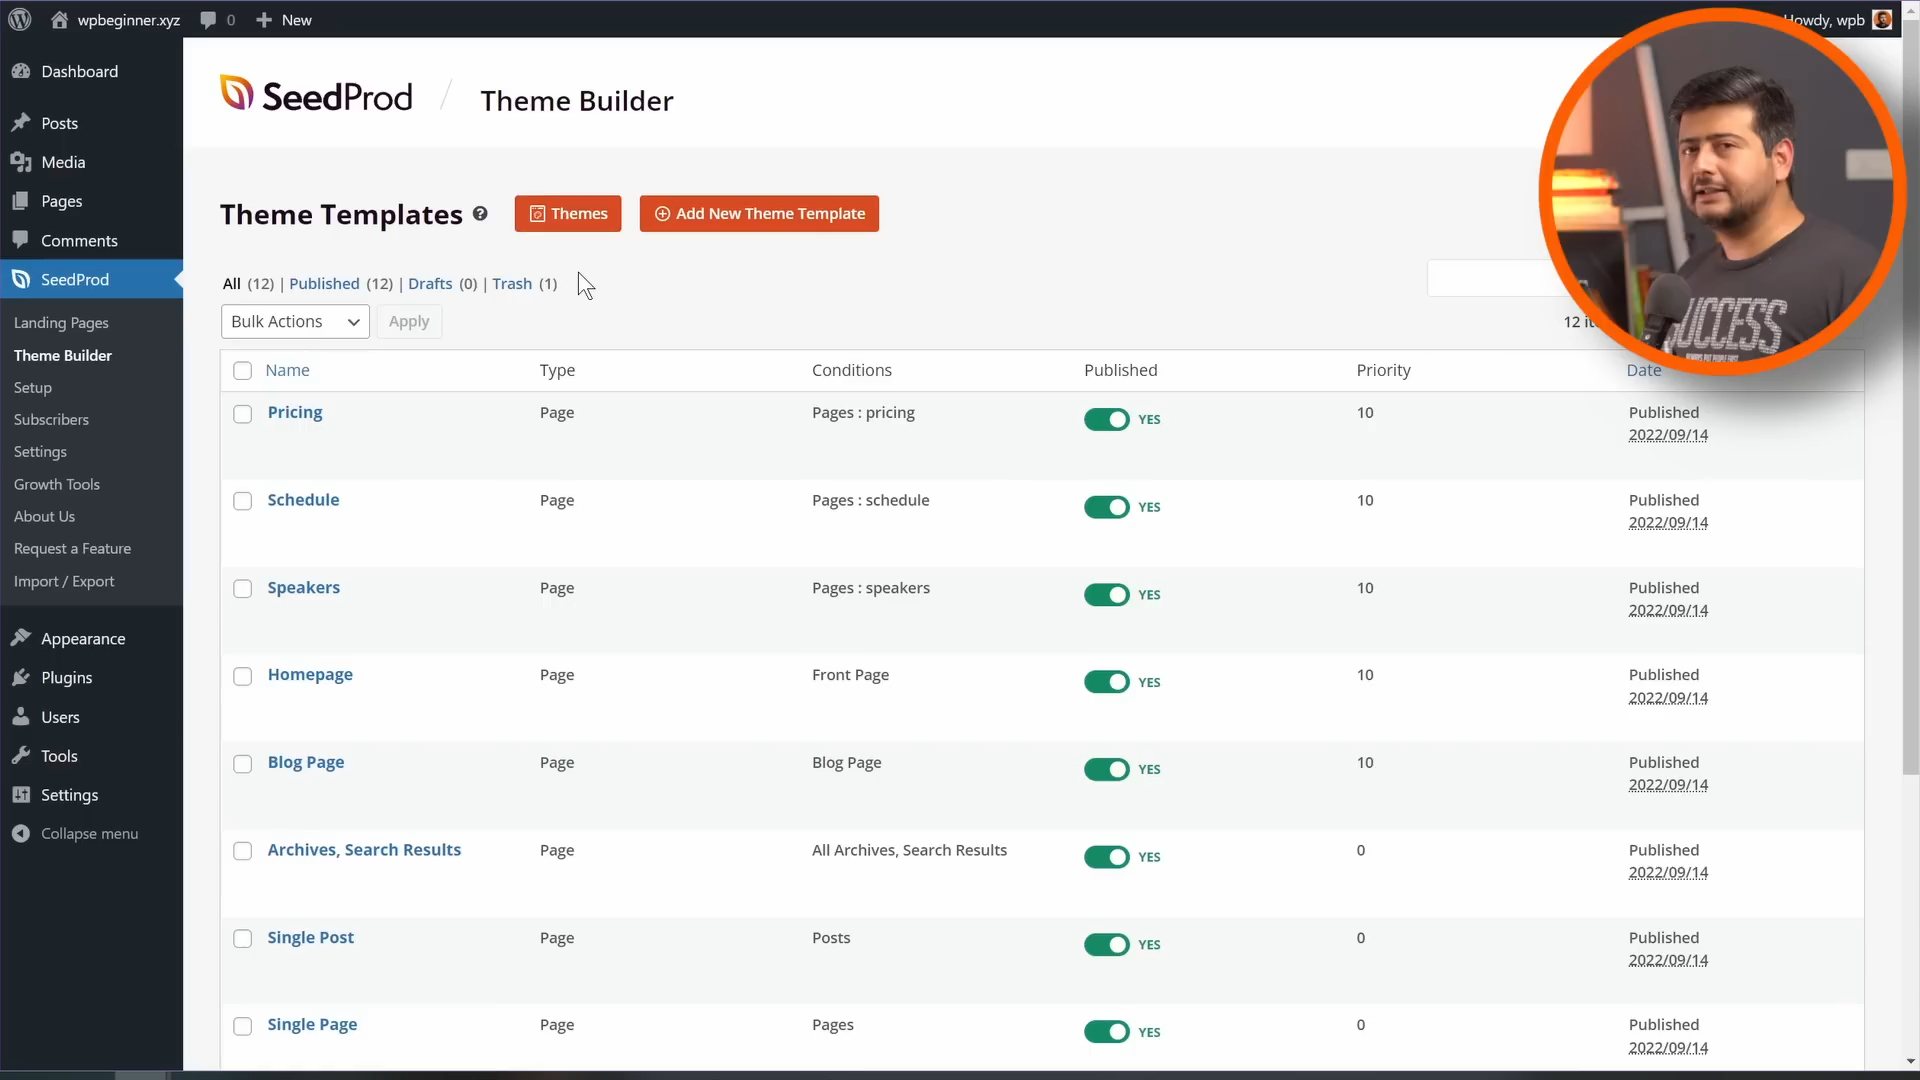 wpbeginner.xyz 0 New
Howdy, wpb
Dashboard
Posts
Media
Pages
Comments
SeedProd
Landing Pages
Theme Builder
Setup
Subscribers
Settings
Growth Tools
About Us
Request a Feature
Import / Export
Appearance
Plugins
Users
Tools
Settings
Collapse menu
SeedProd / Theme Builder
Theme Templates Themes Add New Theme Template
All (12) | Published (12) | Drafts (0) | Trash (1)
Bulk Actions Apply
12
Name Type Conditions Published Priority Date
Pricing Page Pages : pricing YES 10 Published
2022/09/14
Schedule Page Pages : schedule YES 10 Published
2022/09/14
Speakers Page Pages : speakers YES 10 Published
2022/09/14
Homepage Page Front Page YES 10 Published
2022/09/14
Blog Page Page Blog Page YES 10 Published
2022/09/14
Archives, Search Results Page All Archives, Search Results YES 0 Published
2022/09/14
Single Post Page Posts YES 0 Published
2022/09/14
Single Page Page Pages YES 0 Published
2022/09/14
SUCCESS